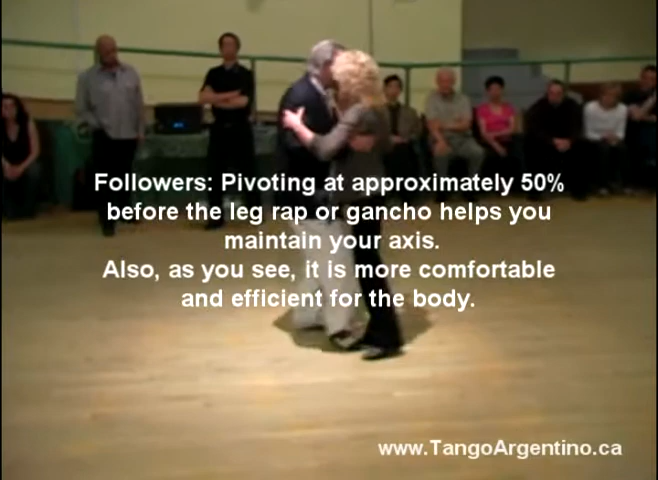 Followers: Pivoting at approximately 50%
before the leg rap or gancho helps you
maintain your axis.
Also, as you see, it is more comfortable
and efficient for the body.
www.TangoArgentino.ca